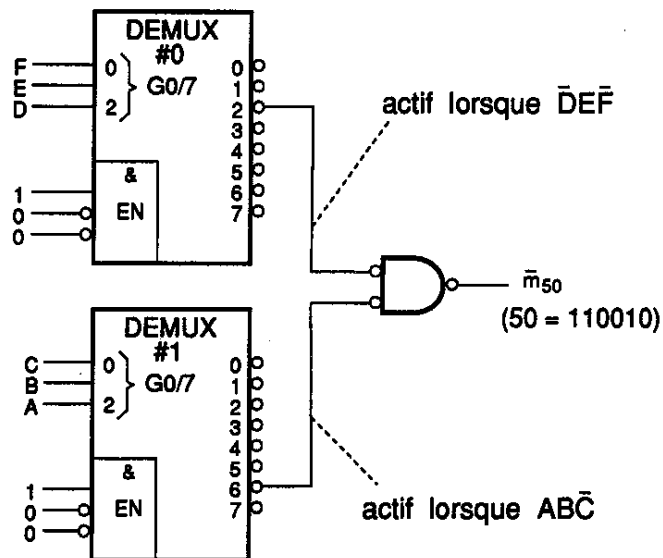 DEMUX
#0
F 0 0
E G0/7 1
D 2 2
3
4
& 5
1 6
0 EN 7
0
actif lorsque D̄EF̄
m̄50
(50 = 110010)
DEMUX
#1
C 0 0
B G0/7 1
A 2 2
3
4
& 5
1 6
0 EN 7
0
actif lorsque ABC̄